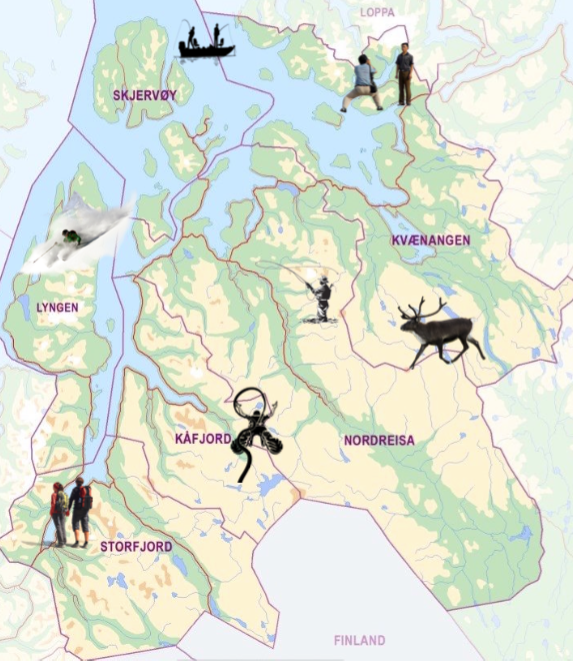 LOPPA
SKJERVØY
KVÆNANGEN
LYNGEN
KÅFJORD
NORDREISA
STORFJORD
FINLAND